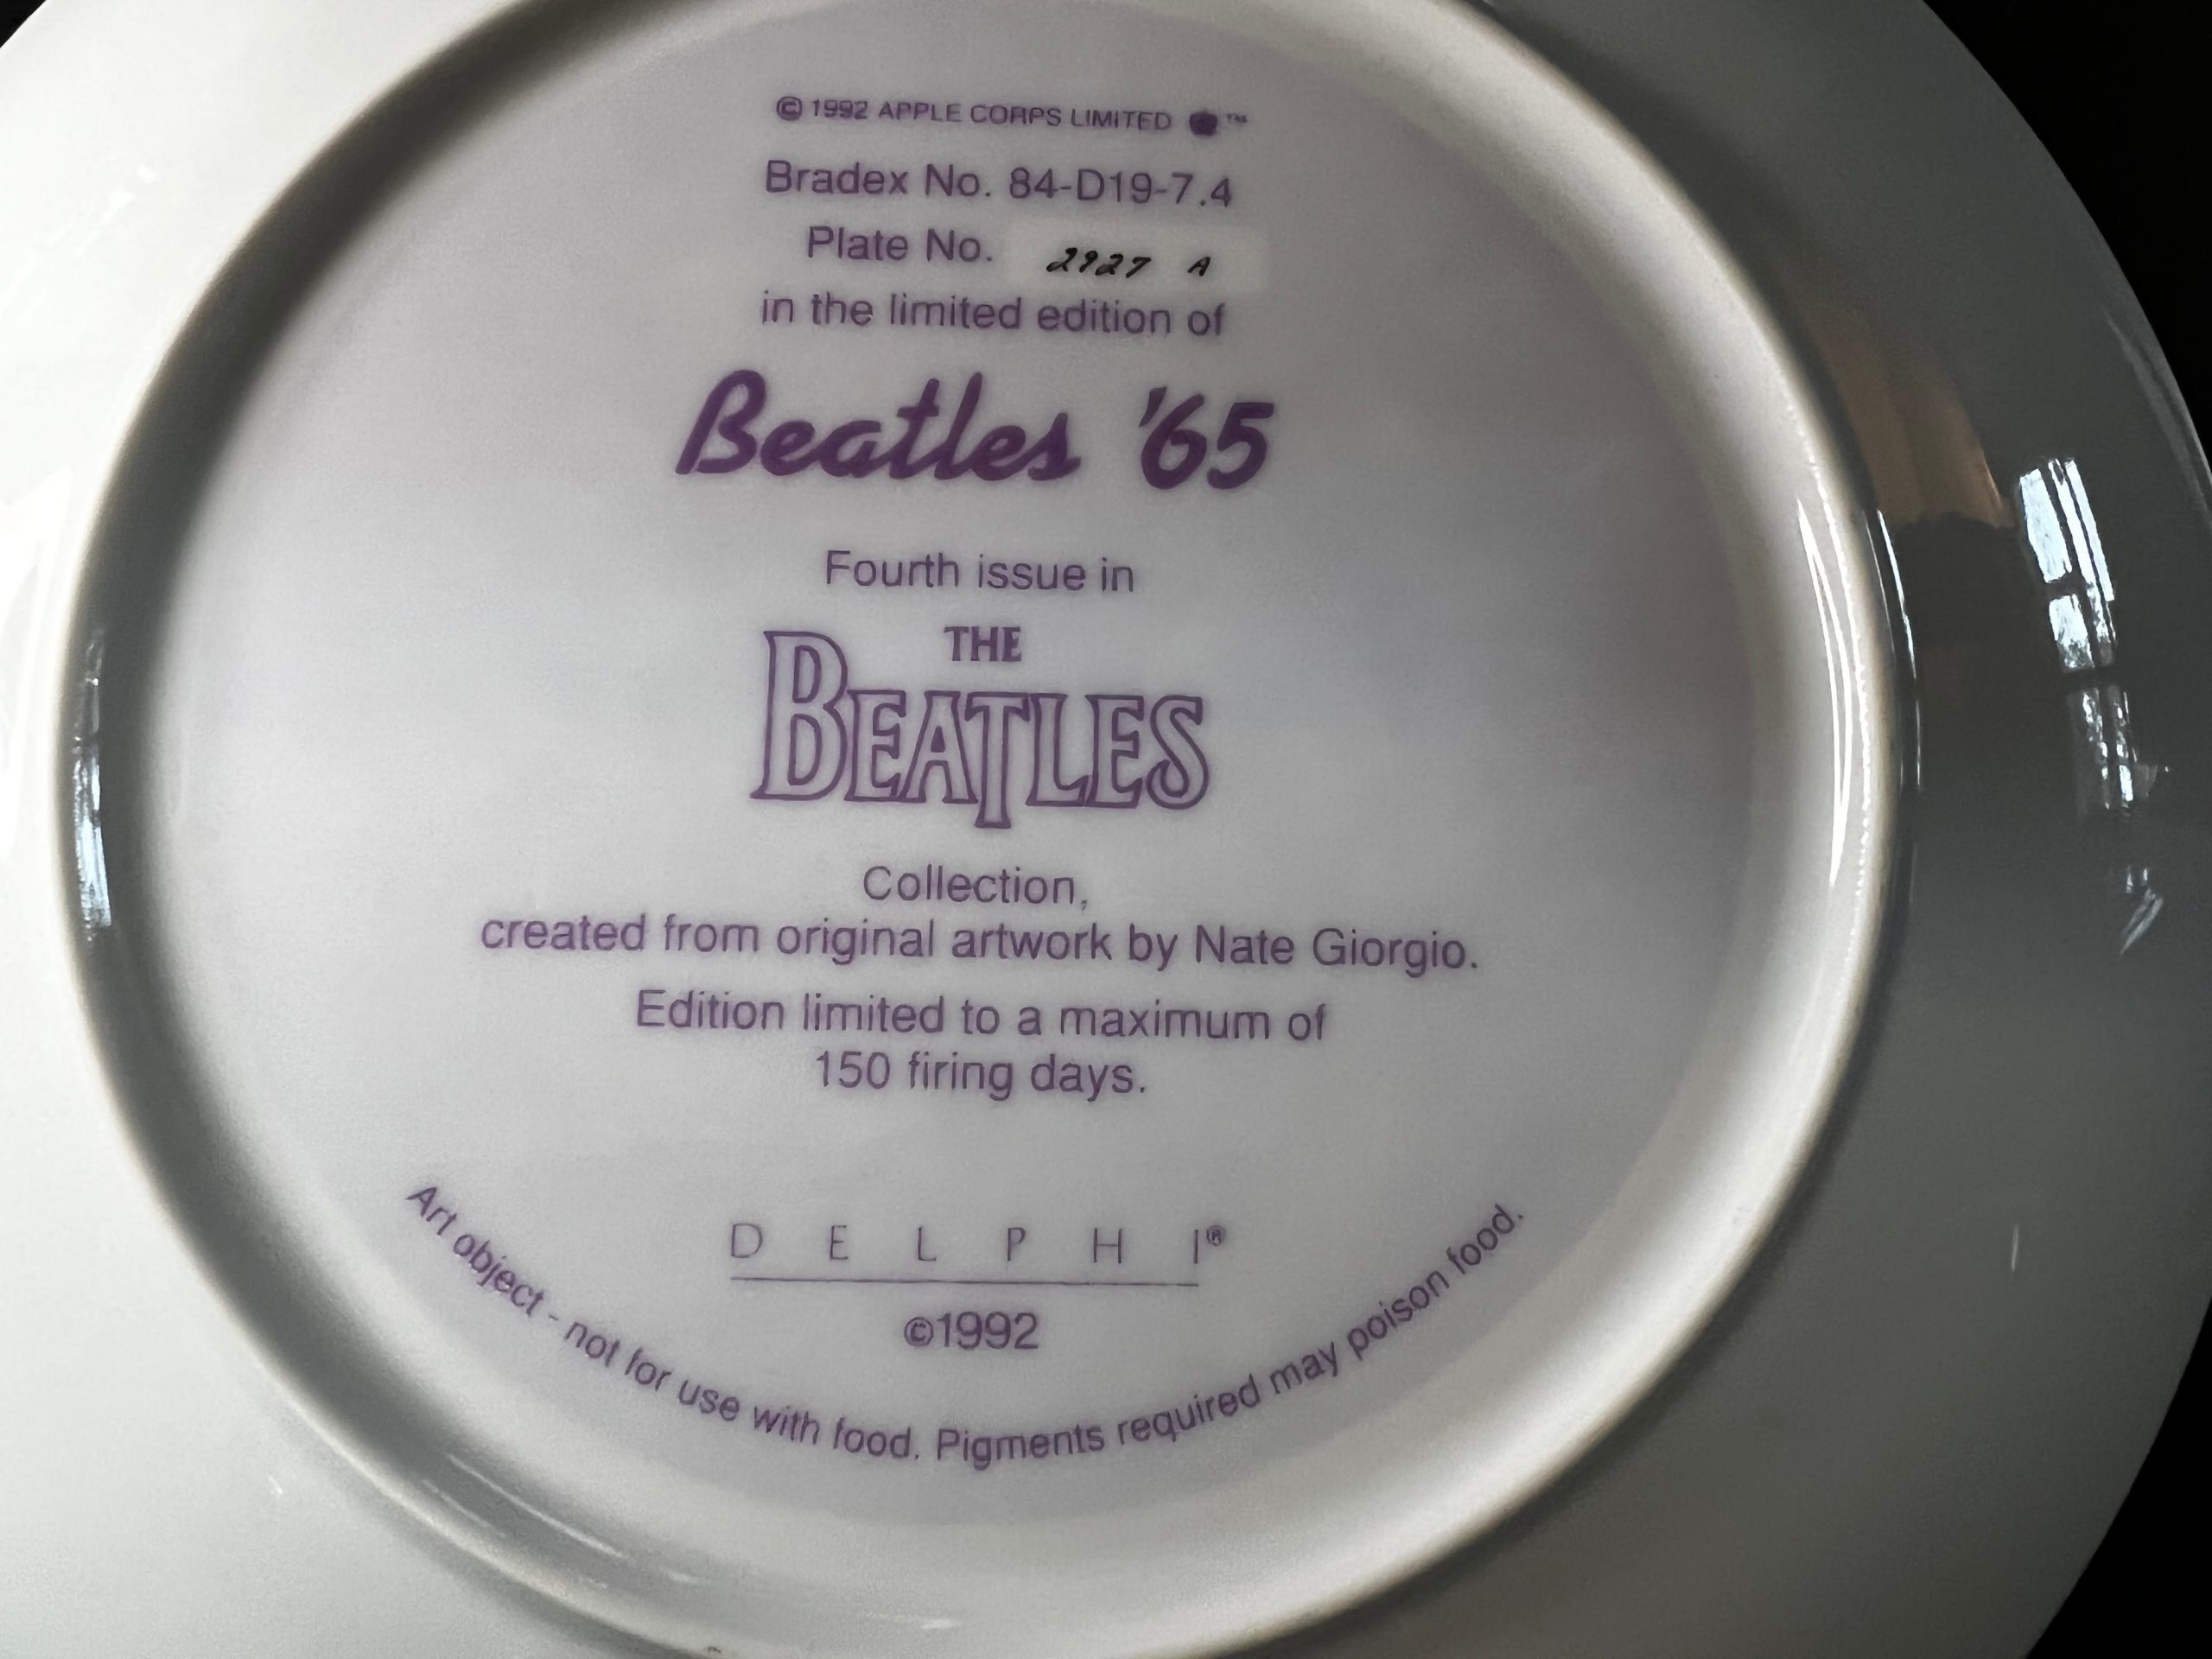 © 1992 APPLE CORPS LIMITED ™
Bradex No. 84-D19-7.4
Plate No. 2927 A
in the limited edition of
Beatles '65
Fourth issue in
THE
BEATLES
Collection,
created from original artwork by Nate Giorgio.
Edition limited to a maximum of
150 firing days.
DELPHI®
©1992
Art object - not for use with food. Pigments required may poison food.